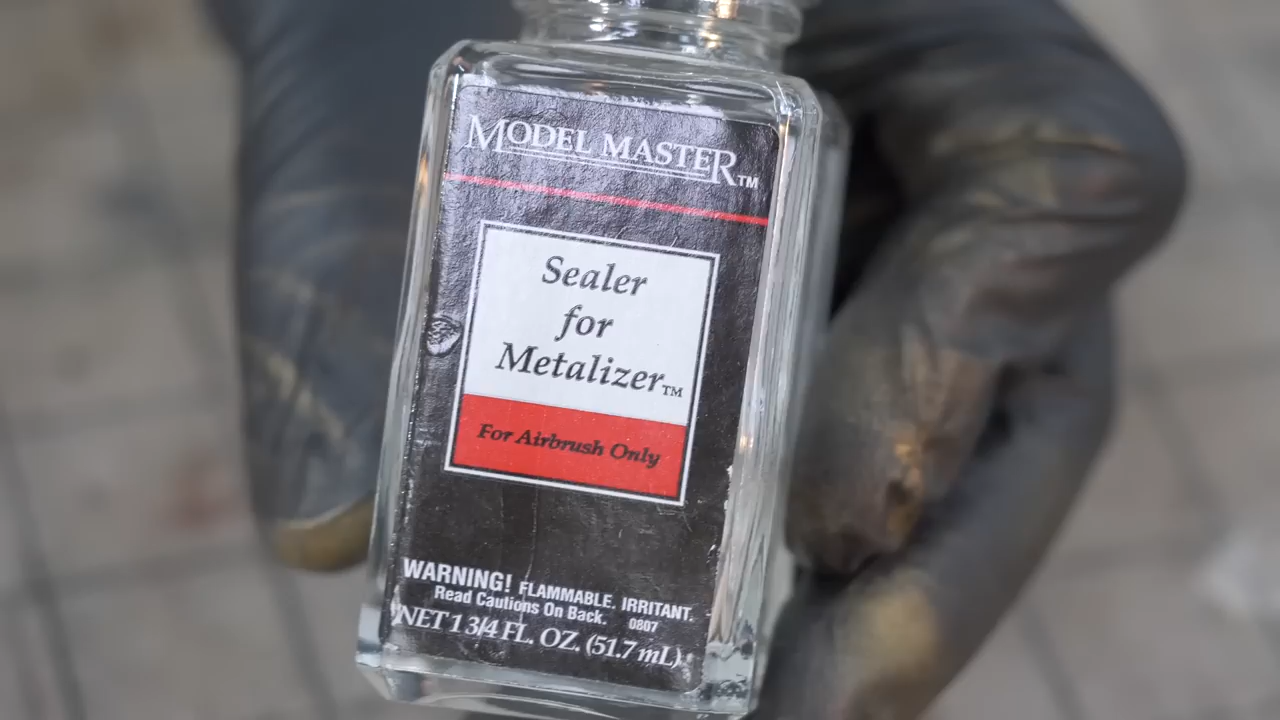 MODEL MASTER™
Sealer
for
Metalizer™
For Airbrush Only
WARNING! FLAMMABLE. IRRITANT.
Read Cautions On Back. 0807
NET 1 3/4 FL. OZ. (51.7 mL)